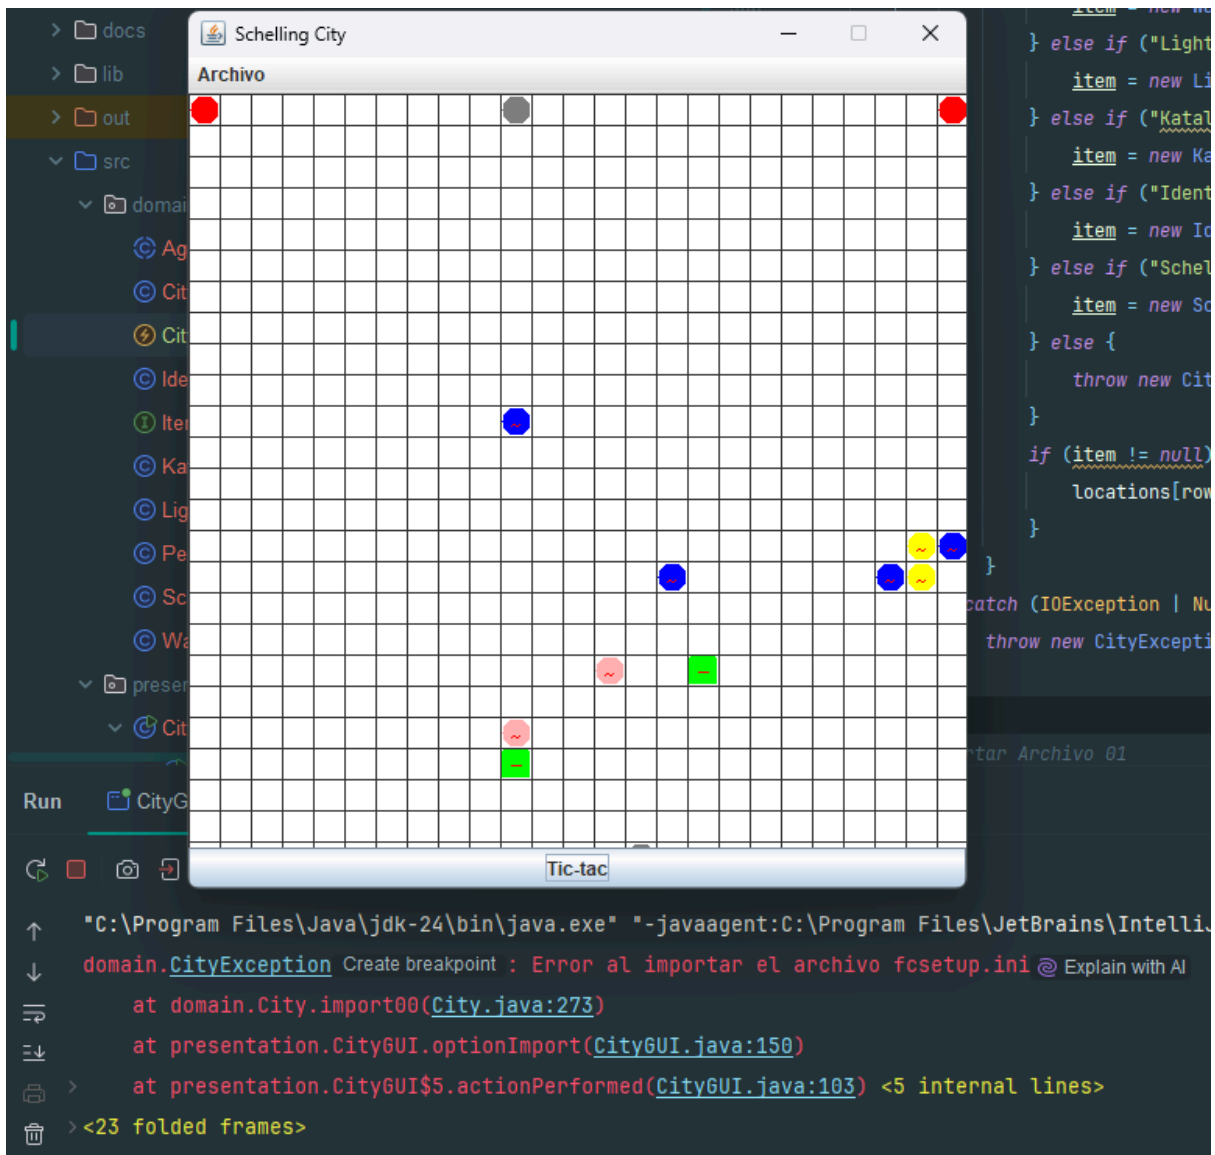 docs
lib
out
src
domai
Ag
Cit
Cit
Ide
Iter
Ka
Lig
Pe
Sc
Wa
preser
Cit
Schelling City
Archivo
~
~ ~
~ ~ ~
~ –
~
–
Tic-tac
} else if ("Light
item = new Li
} else if ("Katal
item = new Ka
} else if ("Ident
item = new Id
} else if ("Schel
item = new Sc
} else {
throw new Cit
}
if (item != null)
locations[row
}
}
catch (IOException | Nu
throw new CityExcepti
tar Archivo 01
Run CityG
"C:\Program Files\Java\jdk-24\bin\java.exe" "-javaagent:C:\Program Files\JetBrains\IntelliJ
domain.CityException Create breakpoint : Error al importar el archivo fcsetup.ini Explain with AI
at domain.City.import00(City.java:273)
at presentation.CityGUI.optionImport(CityGUI.java:150)
at presentation.CityGUI$5.actionPerformed(CityGUI.java:103) <5 internal lines>
<23 folded frames>